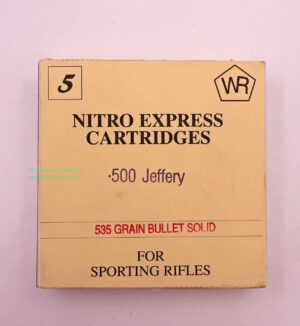 5
WR
NITRO EXPRESS
CARTRIDGES
·500 Jeffery
535 GRAIN BULLET SOLID
FOR
SPORTING RIFLES